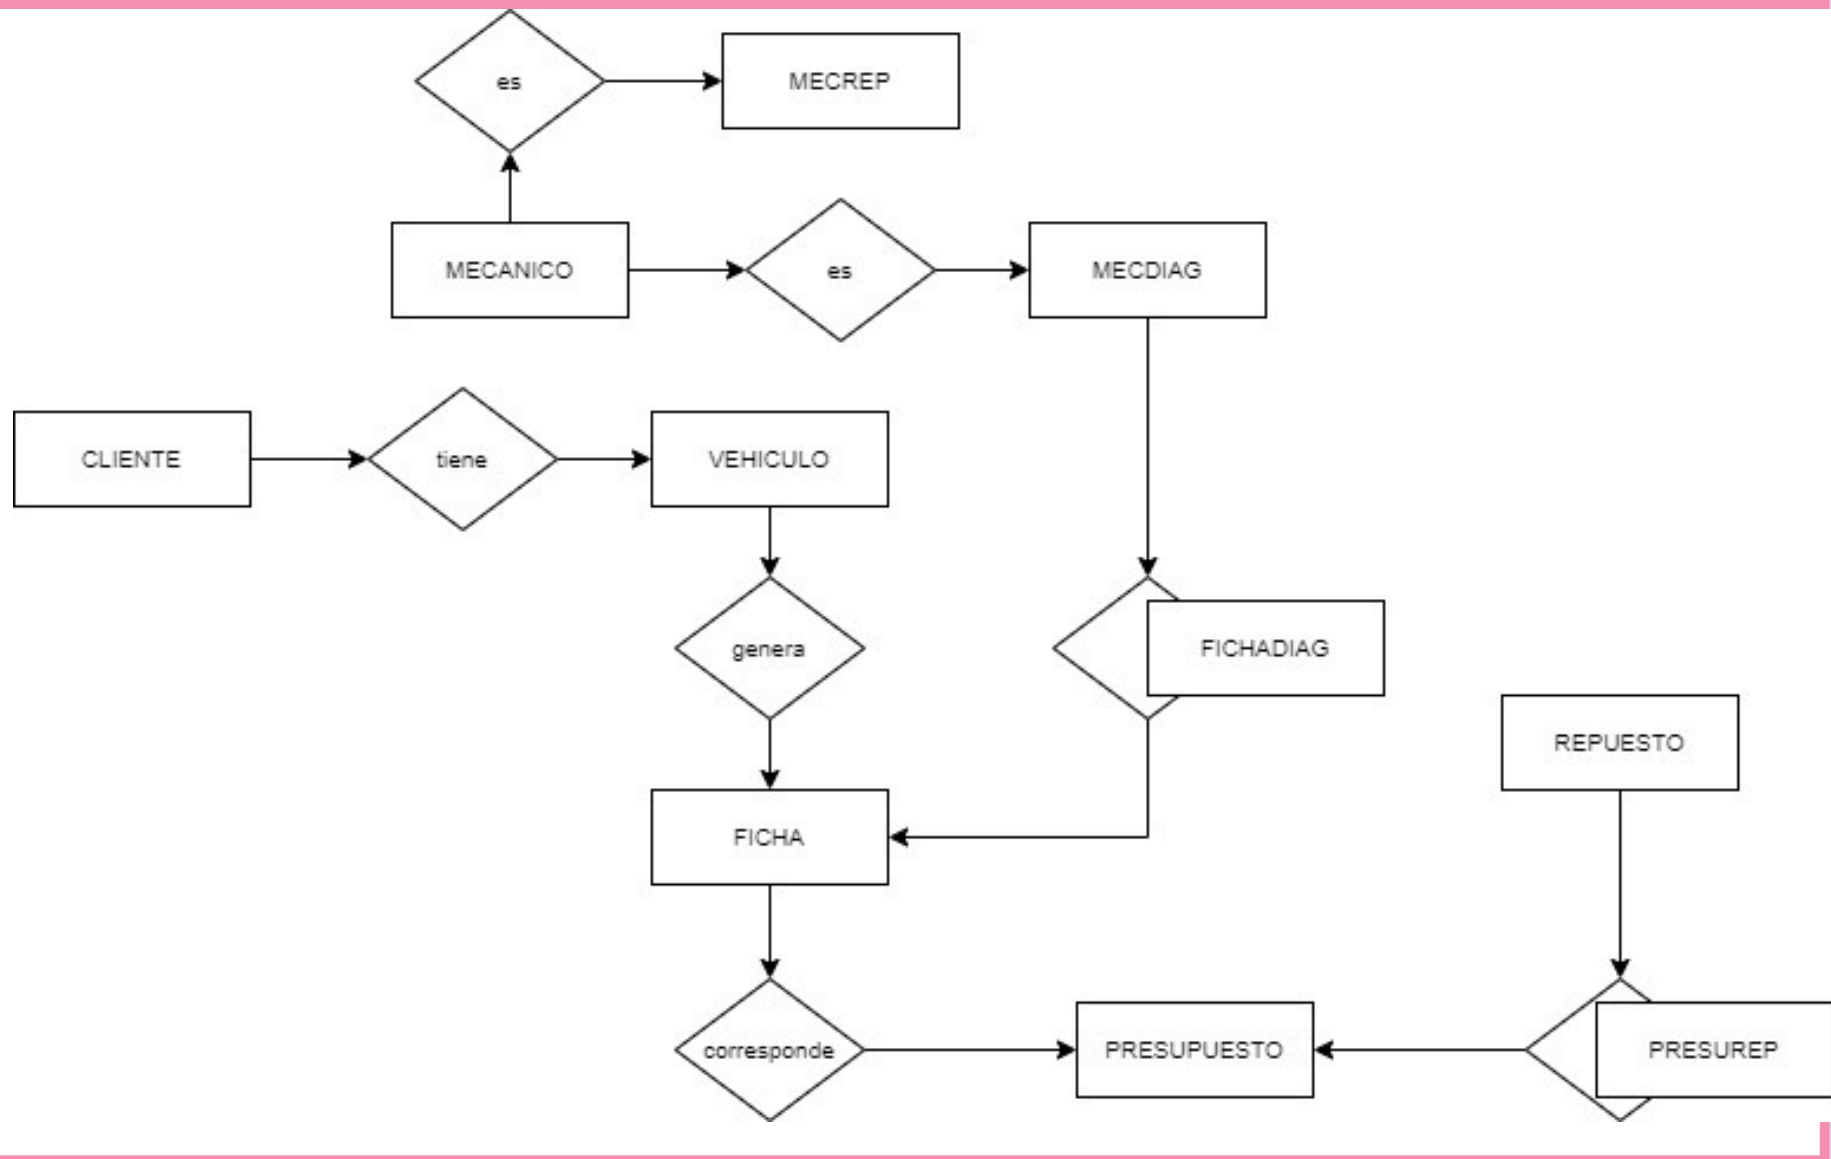 es
MECREP
MECANICO
es
MECDIAG
CLIENTE
tiene
VEHICULO
genera
FICHADIAG
REPUESTO
FICHA
corresponde
PRESUPUESTO
PRESUREP